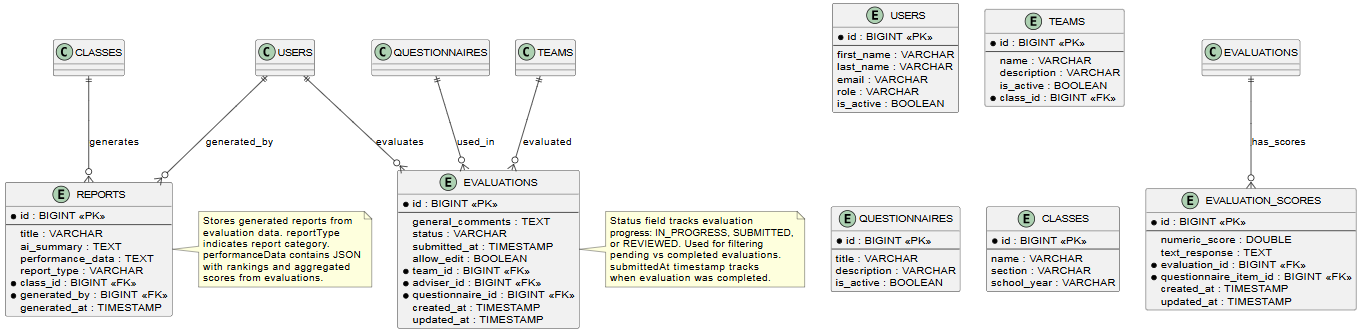 C CLASSES
C USERS
C QUESTIONNAIRES
C TEAMS
generates
generated_by
evaluates
used_in
evaluated
E REPORTS
id : BIGINT «PK»
title : VARCHAR
ai_summary : TEXT
performance_data : TEXT
report_type : VARCHAR
class_id : BIGINT «FK»
generated_by : BIGINT «FK»
generated_at : TIMESTAMP
Stores generated reports from
evaluation data. reportType
indicates report category.
performanceData contains JSON
with rankings and aggregated
scores from evaluations.
E EVALUATIONS
id : BIGINT «PK»
general_comments : TEXT
status : VARCHAR
submitted_at : TIMESTAMP
allow_edit : BOOLEAN
team_id : BIGINT «FK»
adviser_id : BIGINT «FK»
questionnaire_id : BIGINT «FK»
created_at : TIMESTAMP
updated_at : TIMESTAMP
Status field tracks evaluation
progress: IN_PROGRESS, SUBMITTED,
or REVIEWED. Used for filtering
pending vs completed evaluations.
submittedAt timestamp tracks
when evaluation was completed.
E USERS
id : BIGINT «PK»
first_name : VARCHAR
last_name : VARCHAR
email : VARCHAR
role : VARCHAR
is_active : BOOLEAN
E TEAMS
id : BIGINT «PK»
name : VARCHAR
description : VARCHAR
is_active : BOOLEAN
class_id : BIGINT «FK»
E QUESTIONNAIRES
id : BIGINT «PK»
title : VARCHAR
description : VARCHAR
is_active : BOOLEAN
E CLASSES
id : BIGINT «PK»
name : VARCHAR
section : VARCHAR
school_year : VARCHAR
C EVALUATIONS
has_scores
E EVALUATION_SCORES
id : BIGINT «PK»
numeric_score : DOUBLE
text_response : TEXT
evaluation_id : BIGINT «FK»
questionnaire_item_id : BIGINT «FK»
created_at : TIMESTAMP
updated_at : TIMESTAMP